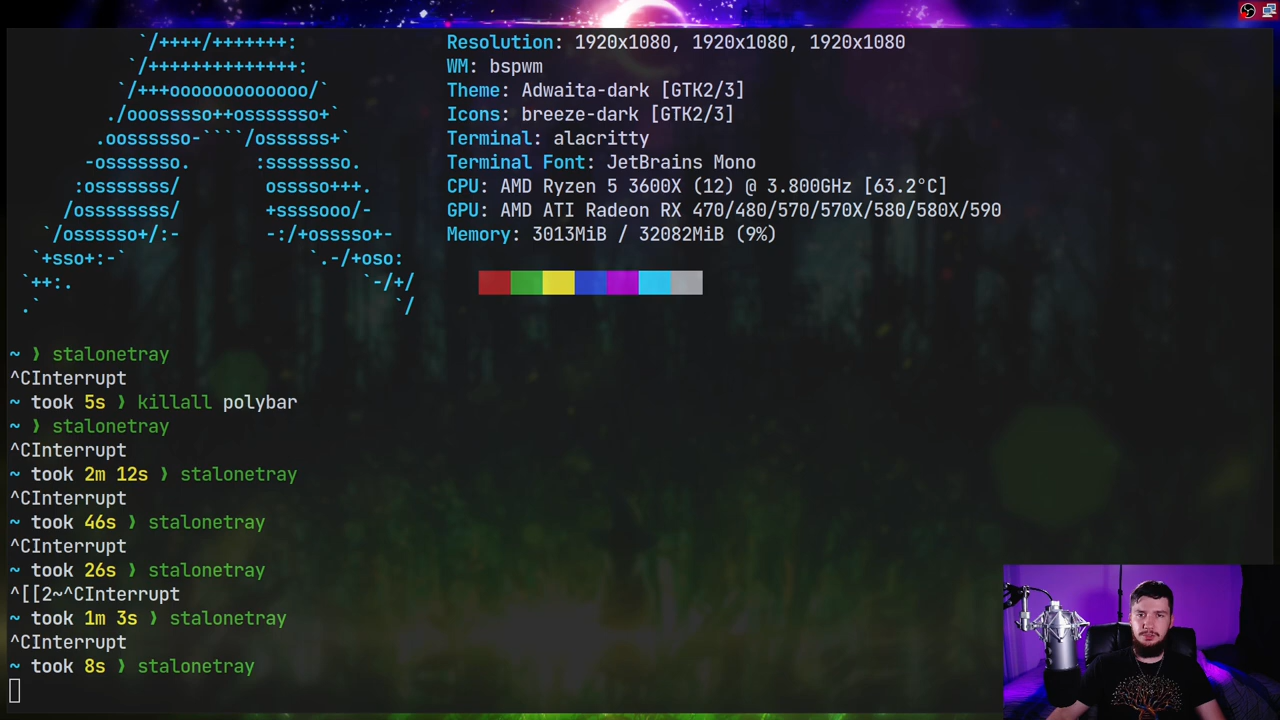 `/++++/+++++++:
`/++++++++++++++:
`/+++ooooooooooooo/`
./ooosssso++osssssso+`
.oossssso-````/ossssss+`
-osssssso.      :ssssssso.
:osssssss/        osssso+++.
/ossssssss/        +ssssooo/-
`/ossssso+/:-        -:/+osssso+-
`+sso+:-`                 `.-/+oso:
`++:.                           `-/+/
.`                                 `/
Resolution: 1920x1080, 1920x1080, 1920x1080
WM: bspwm
Theme: Adwaita-dark [GTK2/3]
Icons: breeze-dark [GTK2/3]
Terminal: alacritty
Terminal Font: JetBrains Mono
CPU: AMD Ryzen 5 3600X (12) @ 3.800GHz [63.2°C]
GPU: AMD ATI Radeon RX 470/480/570/570X/580/580X/590
Memory: 3013MiB / 32082MiB (9%)
~ ❯ stalonetray
^CInterrupt
~ took 5s ❯ killall polybar
~ ❯ stalonetray
^CInterrupt
~ took 2m 12s ❯ stalonetray
^CInterrupt
~ took 46s ❯ stalonetray
^CInterrupt
~ took 26s ❯ stalonetray
^[[2~^CInterrupt
~ took 1m 3s ❯ stalonetray
^CInterrupt
~ took 8s ❯ stalonetray